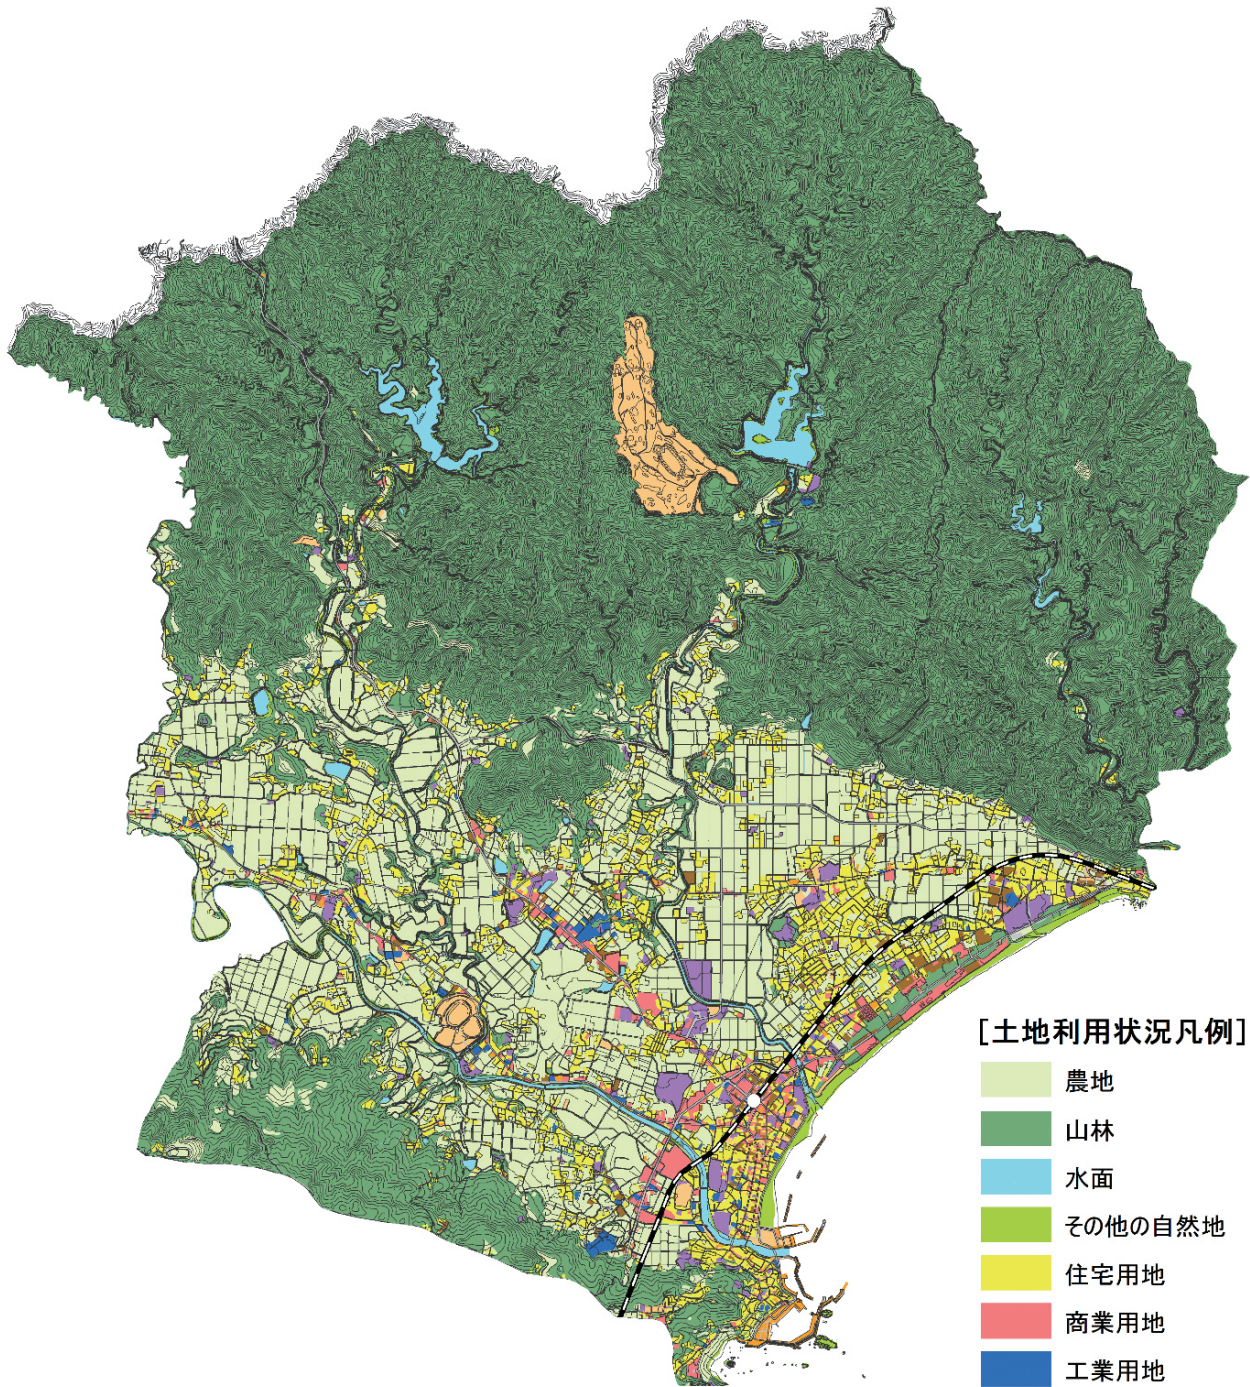 [土地利用状況凡例]
農地
山林
水面
その他の自然地
住宅用地
商業用地
工業用地